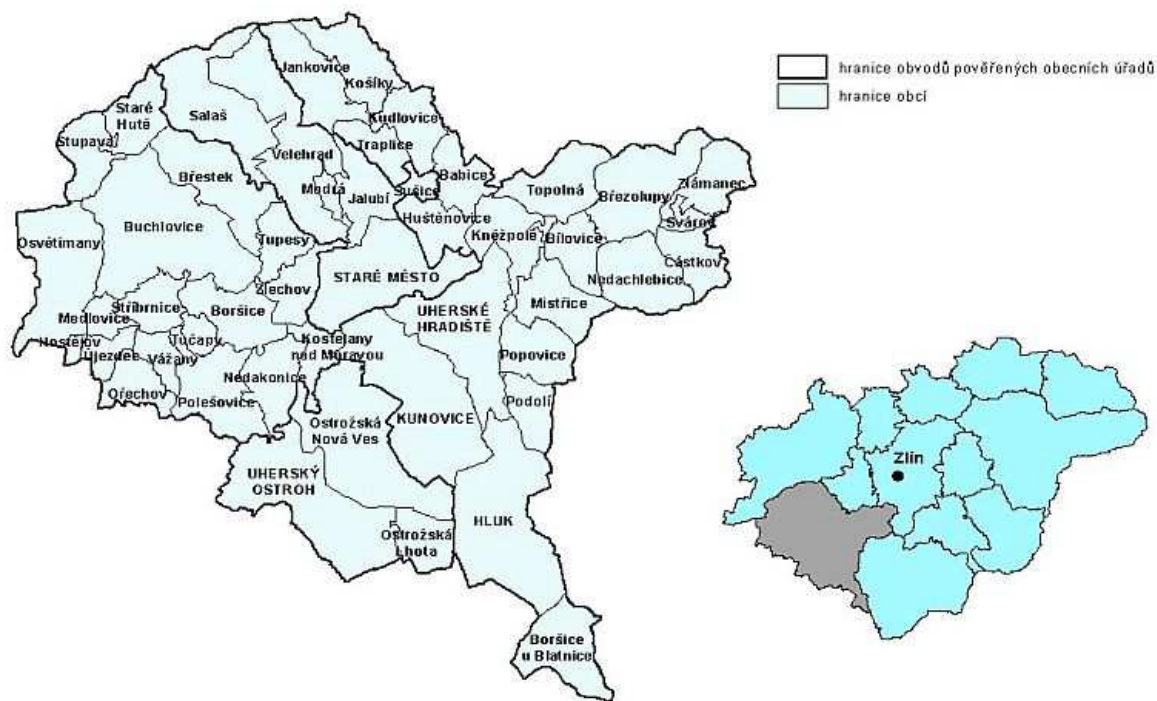 hranice obvodů pověřených obecních úřadů
hranice obcí
Jankovice
Košíky
Staré
Hutě
Salaš
Kudlovice
Stupava
Traplice
Velehrad
Babice
Břestek
Modrá
Jalubí
Sušice
Topolná
Březolupy
Zlámanec
Huštěnovice
Svárov
Buchlovice
Kněžpole
Bílovice
Osvětimany
Tupesy
Částkov
STARÉ MĚSTO
Nedachlebice
Zlechov
Mistřice
Stříbrnice
Boršice
UHERSKÉ
HRADIŠTĚ
Medlovice
Hostějov
Tučapy
Kostelany
nad Moravou
Újezdec
Vážany
Popovice
Nedakonice
Ořechov
Polešovice
Podolí
Ostrožská
Nová Ves
KUNOVICE
UHERSKÝ
OSTROH
HLUK
Ostrožská
Lhota
Boršice
u Blatnice
Zlín